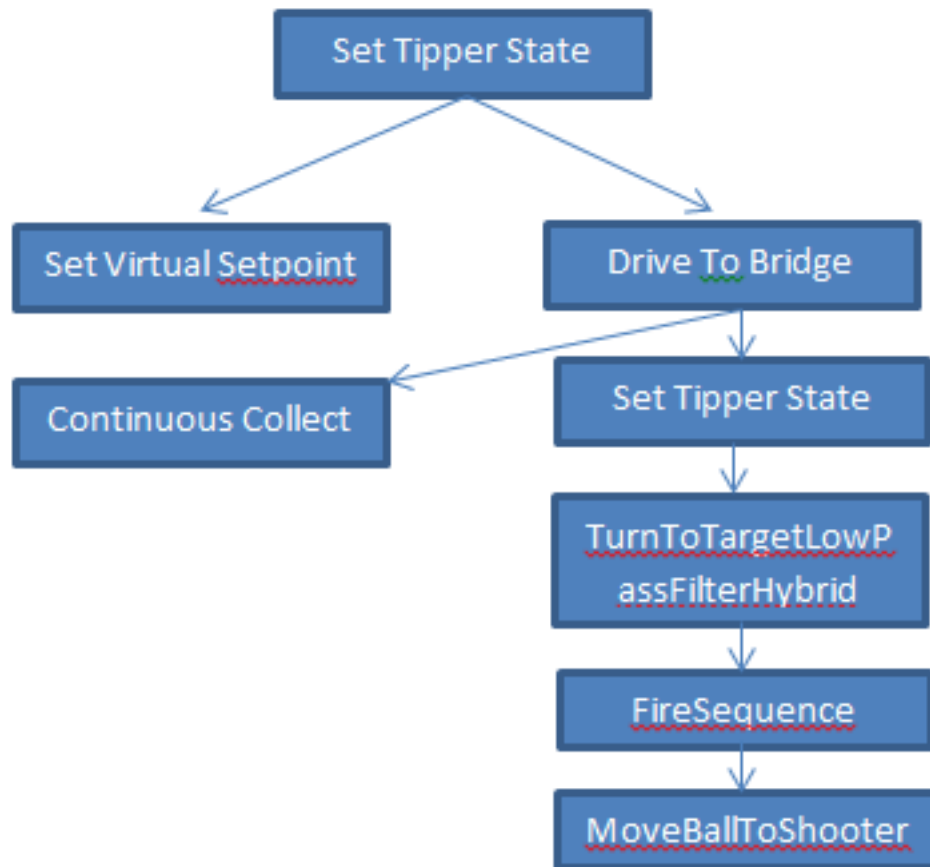 Set Tipper State
Set Virtual Setpoint
Drive To Bridge
Continuous Collect
Set Tipper State
TurnToTargetLowP
assFilterHybrid
FireSequence
MoveBallToShooter